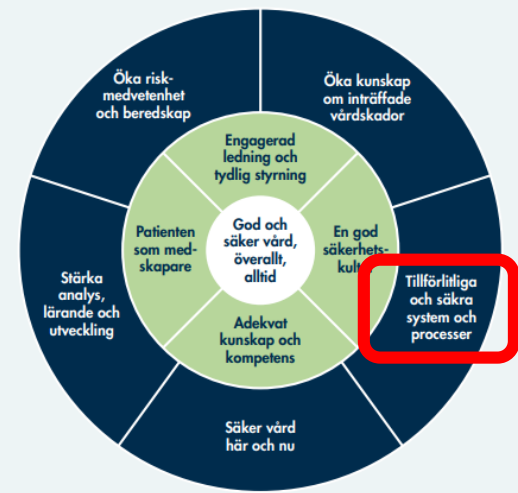 Öka risk-
medvetenhet
och beredskap
Öka kunskap
om inträffade
vårdskador
Engagerad
ledning och
tydlig styrning
Patienten
som med-
skapare
God och
säker vård,
överallt,
alltid
En god
säkerhets-
kultur
Tillförlitliga
och säkra
system och
processer
Stärka
analys,
lärande och
utveckling
Adekvat
kunskap och
kompetens
Säker vård
här och nu